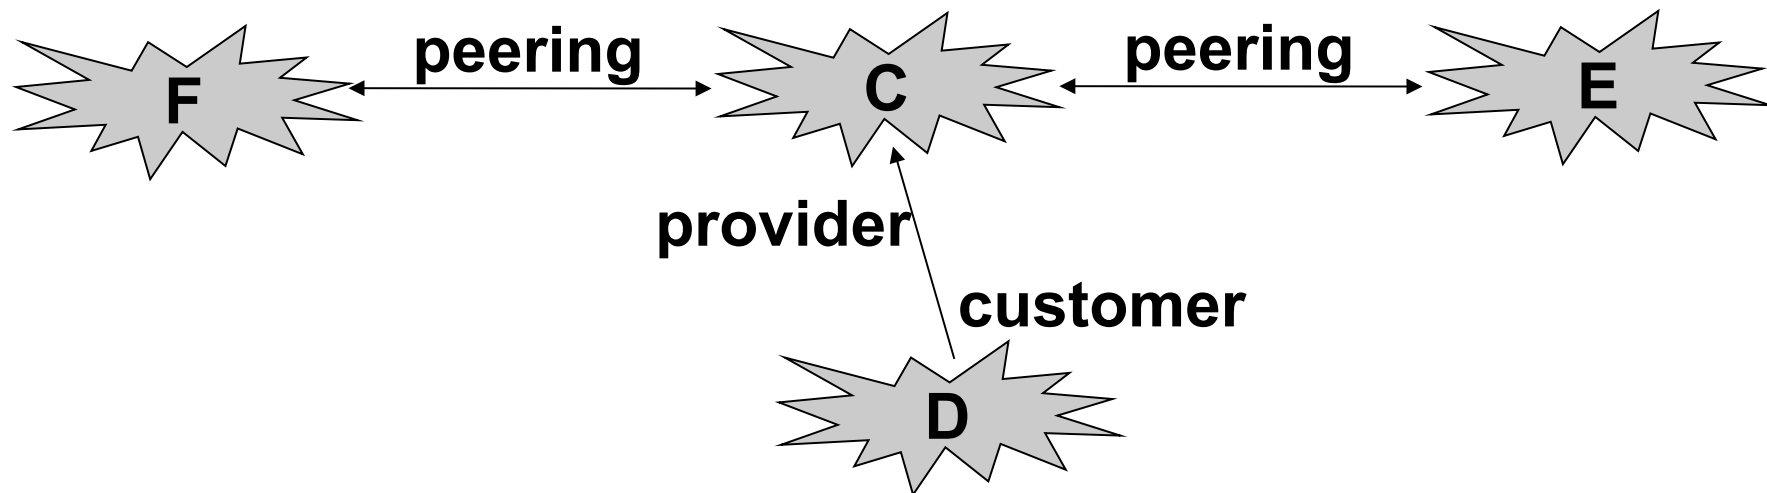 peering
peering
F
C
E
provider
customer
D